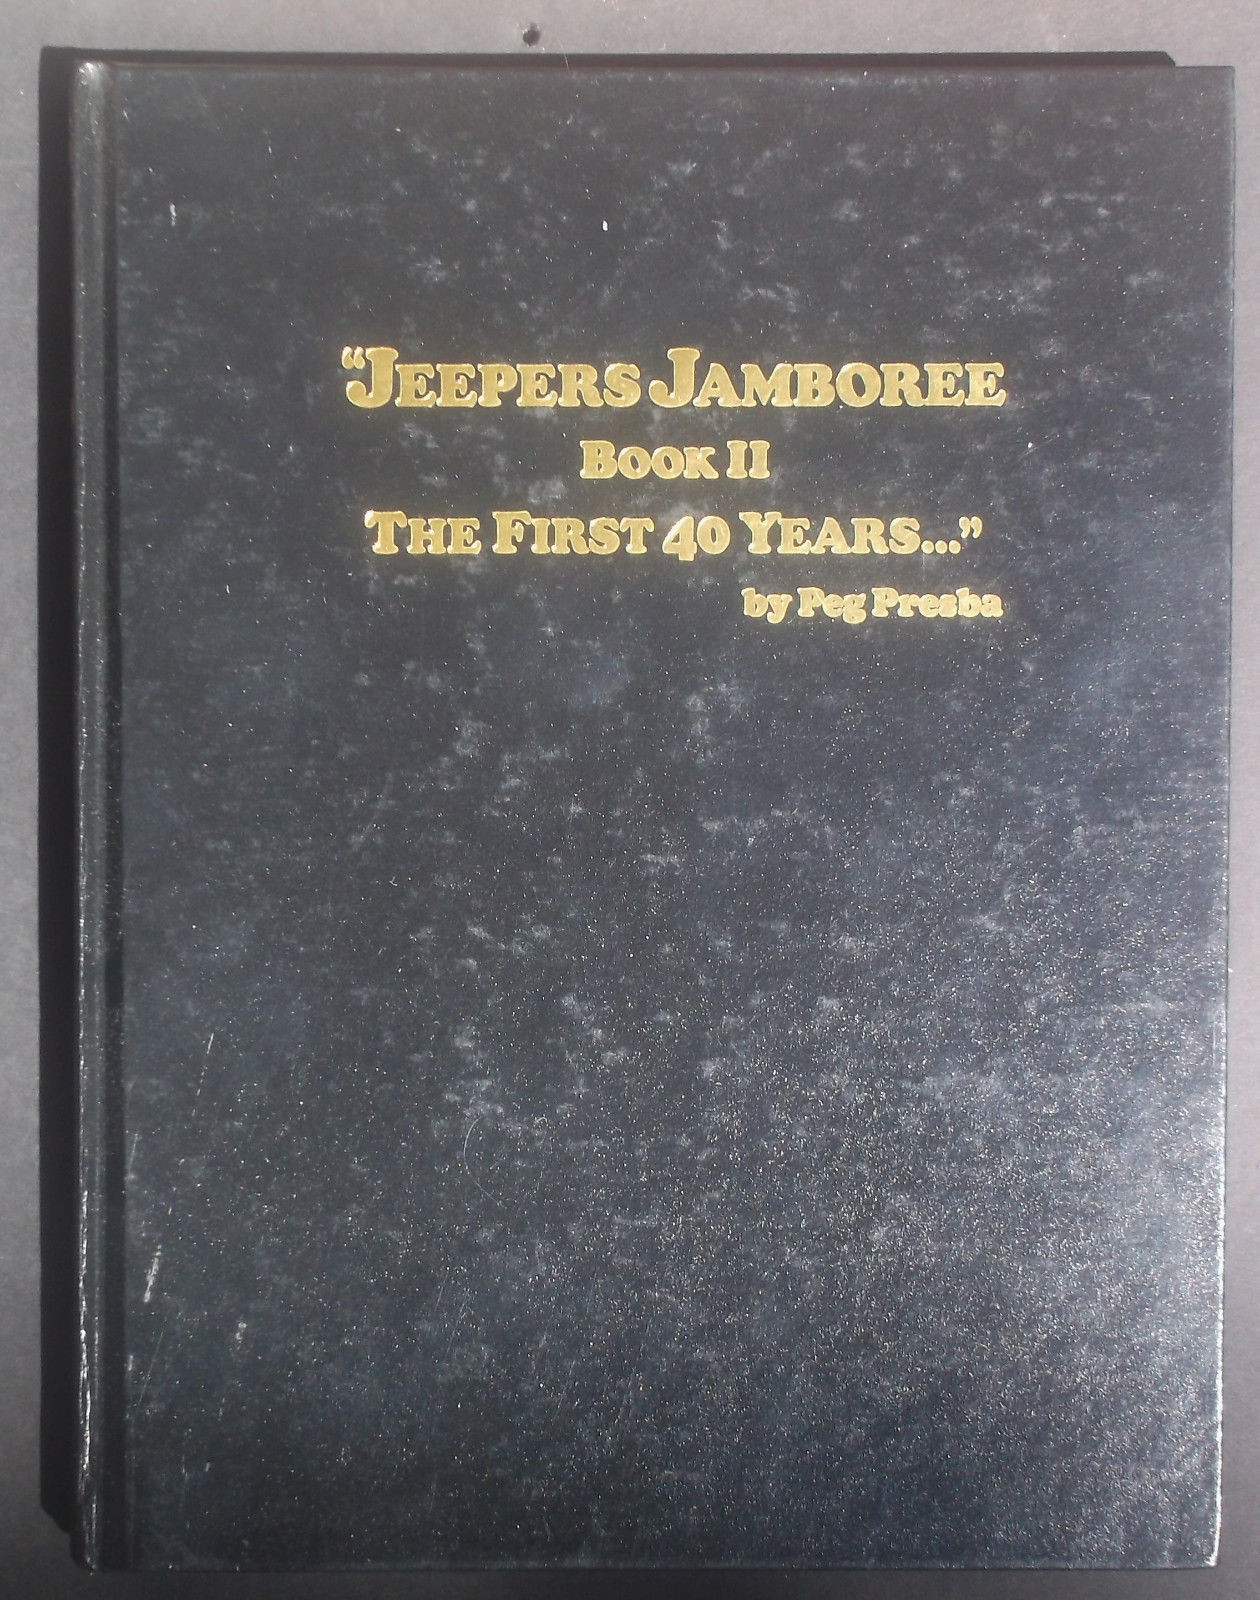 “JEEPERS JAMBOREE
BOOK II
THE FIRST 40 YEARS...”
by Peg Presba